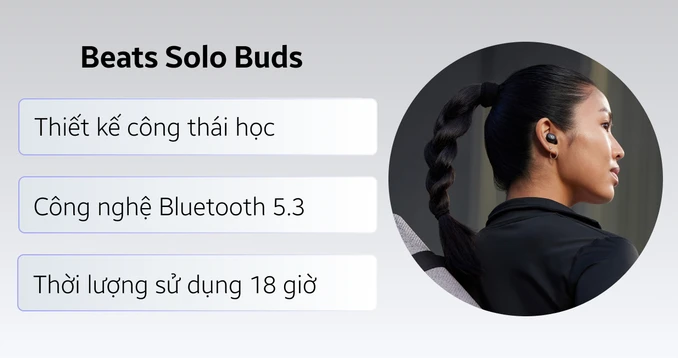 Beats Solo Buds
Thiết kế công thái học
Công nghệ Bluetooth 5.3
Thời lượng sử dụng 18 giờ